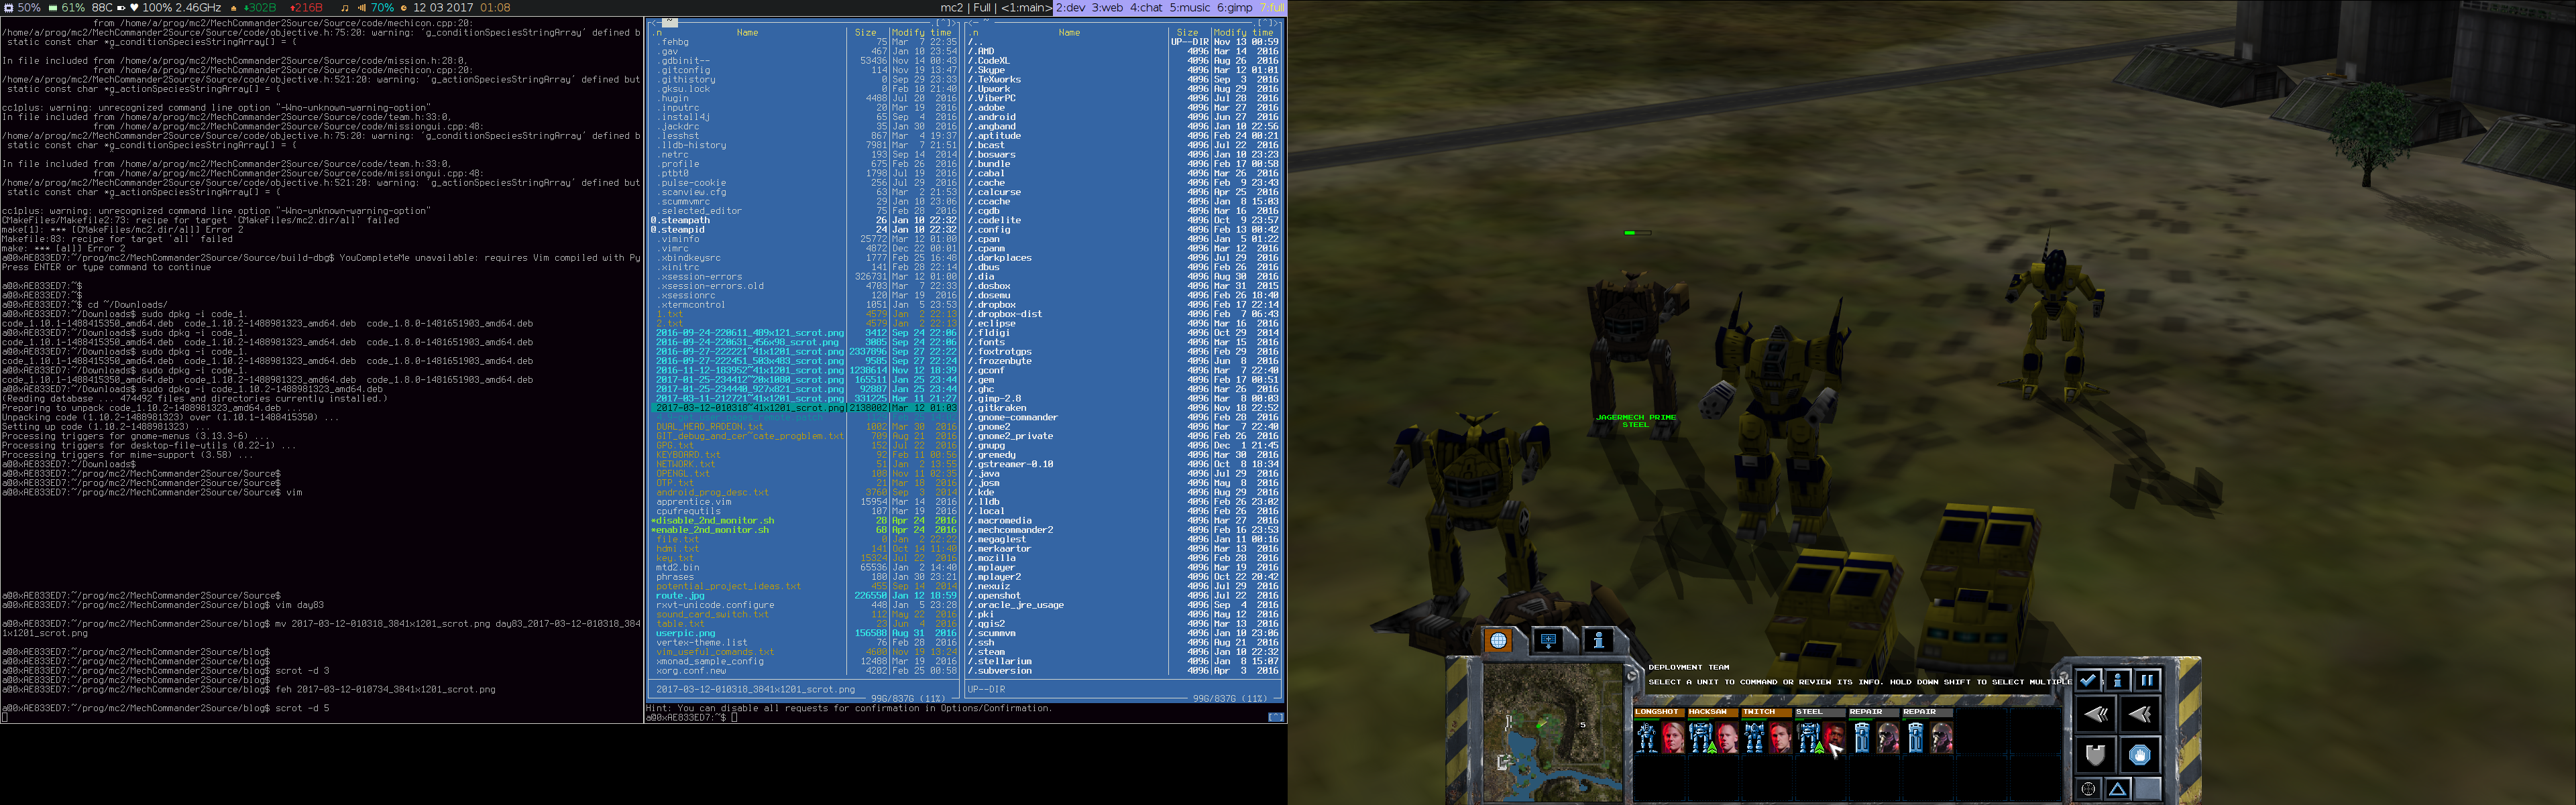 50% 61% 88C 100% 2.46GHz 302B 216B 70% 12 03 2017 01:08
mc2 | Full | <1:main> 2:dev 3:web 4:chat 5:music 6:gimp 7:full
/home/a/prog/mc2/MechCommander2Source/Source/code/mechicon.cpp:20:
/home/a/prog/mc2/MechCommander2Source/Source/code/objective.h:75:20: warning: 'g_conditionSpeciesStringArray' defined b
static const char *g_conditionSpeciesStringArray[] = {
^
In file included from /home/a/prog/mc2/MechCommander2Source/Source/code/mission.h:28:0,
from /home/a/prog/mc2/MechCommander2Source/Source/code/mechicon.cpp:20:
/home/a/prog/mc2/MechCommander2Source/Source/code/objective.h:521:20: warning: 'g_actionSpeciesStringArray' defined but
static const char *g_actionSpeciesStringArray[] = {
^
cc1plus: warning: unrecognized command line option "-Wno-unknown-warning-option"
In file included from /home/a/prog/mc2/MechCommander2Source/Source/code/team.h:33:0,
from /home/a/prog/mc2/MechCommander2Source/Source/code/missiongui.cpp:48:
/home/a/prog/mc2/MechCommander2Source/Source/code/objective.h:75:20: warning: 'g_conditionSpeciesStringArray' defined b
static const char *g_conditionSpeciesStringArray[] = {
^
In file included from /home/a/prog/mc2/MechCommander2Source/Source/code/team.h:33:0,
from /home/a/prog/mc2/MechCommander2Source/Source/code/missiongui.cpp:48:
/home/a/prog/mc2/MechCommander2Source/Source/code/objective.h:521:20: warning: 'g_actionSpeciesStringArray' defined but
static const char *g_actionSpeciesStringArray[] = {
^
cc1plus: warning: unrecognized command line option "-Wno-unknown-warning-option"
CMakeFiles/Makefile2:73: recipe for target 'CMakeFiles/mc2.dir/all' failed
make[1]: *** [CMakeFiles/mc2.dir/all] Error 2
Makefile:83: recipe for target 'all' failed
make: *** [all] Error 2
a@0xAE833ED7:~/prog/mc2/MechCommander2Source/Source/build-dbg$ YouCompleteMe unavailable: requires Vim compiled with Py
Press ENTER or type command to continue
a@0xAE833ED7:~$
a@0xAE833ED7:~$
a@0xAE833ED7:~$ cd ~/Downloads/
a@0xAE833ED7:~/Downloads$ sudo dpkg -i code_1.
code_1.10.1-1488415350_amd64.deb code_1.10.2-1488981323_amd64.deb code_1.8.0-1481651903_amd64.deb
a@0xAE833ED7:~/Downloads$ sudo dpkg -i code_1.
code_1.10.1-1488415350_amd64.deb code_1.10.2-1488981323_amd64.deb code_1.8.0-1481651903_amd64.deb
a@0xAE833ED7:~/Downloads$ sudo dpkg -i code_1.
code_1.10.1-1488415350_amd64.deb code_1.10.2-1488981323_amd64.deb code_1.8.0-1481651903_amd64.deb
a@0xAE833ED7:~/Downloads$ sudo dpkg -i code_1.
code_1.10.1-1488415350_amd64.deb code_1.10.2-1488981323_amd64.deb code_1.8.0-1481651903_amd64.deb
a@0xAE833ED7:~/Downloads$ sudo dpkg -i code_1.10.2-1488981323_amd64.deb
(Reading database ... 474492 files and directories currently installed.)
Preparing to unpack code_1.10.2-1488981323_amd64.deb ...
Unpacking code (1.10.2-1488981323) over (1.10.1-1488415350) ...
Setting up code (1.10.2-1488981323) ...
Processing triggers for gnome-menus (3.13.3-6) ...
Processing triggers for desktop-file-utils (0.22-1) ...
Processing triggers for mime-support (3.58) ...
a@0xAE833ED7:~/Downloads$
a@0xAE833ED7:~/prog/mc2/MechCommander2Source/Source$
a@0xAE833ED7:~/prog/mc2/MechCommander2Source/Source$
a@0xAE833ED7:~/prog/mc2/MechCommander2Source/Source$ vim
a@0xAE833ED7:~/prog/mc2/MechCommander2Source/Source$
a@0xAE833ED7:~/prog/mc2/MechCommander2Source/blog$ vim day83
a@0xAE833ED7:~/prog/mc2/MechCommander2Source/blog$ mv 2017-03-12-010318_3841x1201_scrot.png day83_2017-03-12-010318_384
1x1201_scrot.png
a@0xAE833ED7:~/prog/mc2/MechCommander2Source/blog$
a@0xAE833ED7:~/prog/mc2/MechCommander2Source/blog$
a@0xAE833ED7:~/prog/mc2/MechCommander2Source/blog$ scrot -d 3
a@0xAE833ED7:~/prog/mc2/MechCommander2Source/blog$
a@0xAE833ED7:~/prog/mc2/MechCommander2Source/blog$ feh 2017-03-12-010734_3841x1201_scrot.png
a@0xAE833ED7:~/prog/mc2/MechCommander2Source/blog$ scrot -d 5
<- ~ .[^]>
.n Name Size Modify time
.fehbg 75 Mar 7 22:35
.gav 467 Jan 10 23:54
.gdbinit-- 53436 Nov 14 00:43
.gitconfig 114 Nov 19 13:47
.githistory 0 Sep 29 23:33
.gksu.lock 0 Feb 10 21:40
.hugin 4488 Jul 20 2016
.inputrc 20 Mar 19 2016
.install4j 65 Sep 4 2016
.jackdrc 35 Jan 30 2016
.lesshst 867 Mar 4 19:37
.lldb-history 7981 Mar 7 21:51
.netrc 193 Sep 14 2014
.profile 675 Feb 26 2016
.ptbt0 1798 Jul 19 2016
.pulse-cookie 256 Jul 29 2016
.scanview.cfg 63 Mar 2 21:53
.scummvmrc 29 Jan 10 23:06
.selected_editor 75 Feb 28 2016
@.steampath 26 Jan 10 22:32
@.steampid 24 Jan 10 22:32
.viminfo 25772 Mar 12 01:00
.vimrc 4872 Dec 22 00:01
.xbindkeysrc 1777 Feb 25 16:48
.xinitrc 141 Feb 28 22:14
.xsession-errors 326731 Mar 12 01:00
.xsession-errors.old 4703 Mar 7 22:33
.xsessionrc 120 Mar 19 2016
.xtermcontrol 1051 Jan 5 23:53
1.txt 4579 Jan 2 22:13
2.txt 4579 Jan 2 22:13
2016-09-24-220611_489x121_scrot.png 3412 Sep 24 22:06
2016-09-24-220631_456x98_scrot.png 3085 Sep 24 22:06
2016-09-27-222221~41x1201_scrot.png 2337896 Sep 27 22:22
2016-09-27-222451_503x483_scrot.png 9585 Sep 27 22:24
2016-11-12-183952~41x1201_scrot.png 1238614 Nov 12 18:39
2017-01-25-234412~20x1080_scrot.png 165511 Jan 25 23:44
2017-01-25-234440_927x821_scrot.png 92887 Jan 25 23:44
2017-03-11-212721~41x1201_scrot.png 331225 Mar 11 21:27
2017-03-12-010318~41x1201_scrot.png 2138002 Mar 12 01:03
DUAL_HEAD_RADEON.txt 1002 Mar 30 2016
GIT_debug_and_cer~cate_progblem.txt 709 Aug 21 2016
GPG.txt 152 Jul 22 2016
KEYBOARD.txt 92 Feb 11 00:56
NETWORK.txt 51 Jan 2 13:55
OPENGL.txt 108 Nov 11 02:35
OTP.txt 21 Mar 18 2016
android_prog_desc.txt 3760 Sep 3 2014
apprentice.vim 15954 Mar 14 2016
cpufrequtils 107 Mar 19 2016
*disable_2nd_monitor.sh 28 Apr 24 2016
*enable_2nd_monitor.sh 68 Apr 24 2016
file.txt 0 Jan 2 22:22
hdml.txt 141 Oct 14 11:40
key.txt 15324 Jul 22 2016
mtd2.bin 65536 Jan 2 14:40
phrases 180 Jan 30 23:21
potential_project_ideas.txt 455 Sep 14 2014
route.jpg 226550 Jan 12 18:59
rxvt-unicode.configure 448 Jan 5 23:28
sound_card_switch.txt 112 May 22 2016
table.txt 23 Jun 4 2016
userpic.png 156588 Aug 31 2016
vertex-theme.list 76 Feb 28 2016
vim_useful_comands.txt 4608 Nov 19 13:24
xmonad_sample_config 12488 Mar 19 2016
xorg.conf.new 4202 Feb 25 00:58
2017-03-12-010318~41x1201_scrot.png
99G/837G (11%)
<- ~ .[^]>
.n Name Size Modify time
/.. UP--DIR Nov 13 00:59
/.AMD 4096 Mar 14 2016
/.CodeXL 4096 Aug 26 2016
/.Skype 4096 Mar 12 01:01
/.TeXworks 4096 Sep 3 2016
/.Upwork 4096 Aug 29 2016
/.ViberPC 4096 Jul 28 2016
/.adobe 4096 Mar 27 2016
/.android 4096 Jun 27 2016
/.angband 4096 Jan 10 22:56
/.aptitude 4096 Feb 24 00:21
/.bcast 4096 Jul 22 2016
/.boswars 4096 Jan 10 23:23
/.bundle 4096 Feb 17 00:58
/.cabal 4096 Mar 26 2016
/.cache 4096 Feb 9 23:43
/.calcurse 4096 Apr 25 2016
/.ccache 4096 Jan 8 15:03
/.cgdb 4096 Mar 16 2016
/.codelite 4096 Oct 9 23:57
/.config 4096 Feb 13 00:42
/.cpan 4096 Jan 5 01:22
/.cpanm 4096 Mar 12 2016
/.darkplaces 4096 Jul 29 2016
/.dbus 4096 Feb 26 2016
/.dia 4096 Aug 30 2016
/.dosbox 4096 Mar 31 2015
/.dosemu 4096 Feb 26 18:40
/.dropbox 4096 Feb 17 22:14
/.dropbox-dist 4096 Feb 7 06:43
/.eclipse 4096 Mar 16 2016
/.fldigi 4096 Oct 29 2014
/.fonts 4096 Mar 15 2016
/.foxtrotgps 4096 Feb 29 2016
/.frozenbyte 4096 Jun 8 2016
/.gconf 4096 Mar 7 22:40
/.gem 4096 Feb 17 00:51
/.ghc 4096 Mar 26 2016
/.gimp-2.8 4096 Mar 8 00:03
/.gitkraken 4096 Nov 18 22:52
/.gnome-commander 4096 Feb 28 2016
/.gnome2 4096 Mar 7 22:40
/.gnome2_private 4096 Feb 26 2016
/.gnupg 4096 Dec 1 21:45
/.gremedy 4096 Mar 30 2016
/.gstreamer-0.10 4096 Oct 8 18:34
/.java 4096 Jul 29 2016
/.josm 4096 May 8 2016
/.kde 4096 Aug 29 2016
/.lldb 4096 Feb 26 23:02
/.local 4096 Feb 26 2016
/.macromedia 4096 Mar 27 2016
/.mechcommander2 4096 Feb 16 23:53
/.megaglest 4096 Jan 11 00:16
/.merkaartor 4096 Mar 13 2016
/.mozilla 4096 Feb 28 2016
/.mplayer 4096 Mar 19 2016
/.mplayer2 4096 Oct 22 20:42
/.nexuiz 4096 Jul 29 2016
/.openshot 4096 Jul 22 2016
/.oracle_jre_usage 4096 Sep 4 2016
/.pki 4096 May 12 2016
/.qgis2 4096 Mar 13 2016
/.scummvm 4096 Jan 10 23:06
/.ssh 4096 Aug 21 2016
/.steam 4096 Jan 10 22:32
/.stellarium 4096 Jan 8 15:07
/.subversion 4096 Apr 3 2016
UP--DIR
99G/837G (11%)
Hint: You can disable all requests for confirmation in Options/Confirmation.
a@0xAE833ED7:~$
[^]
JAGERMECH PRIME
STEEL
DEPLOYMENT TEAM
SELECT A UNIT TO COMMAND OR REVIEW ITS INFO. HOLD DOWN SHIFT TO SELECT MULTIPLE
5
LONGSHOT HACKSAW TWITCH STEEL REPAIR REPAIR